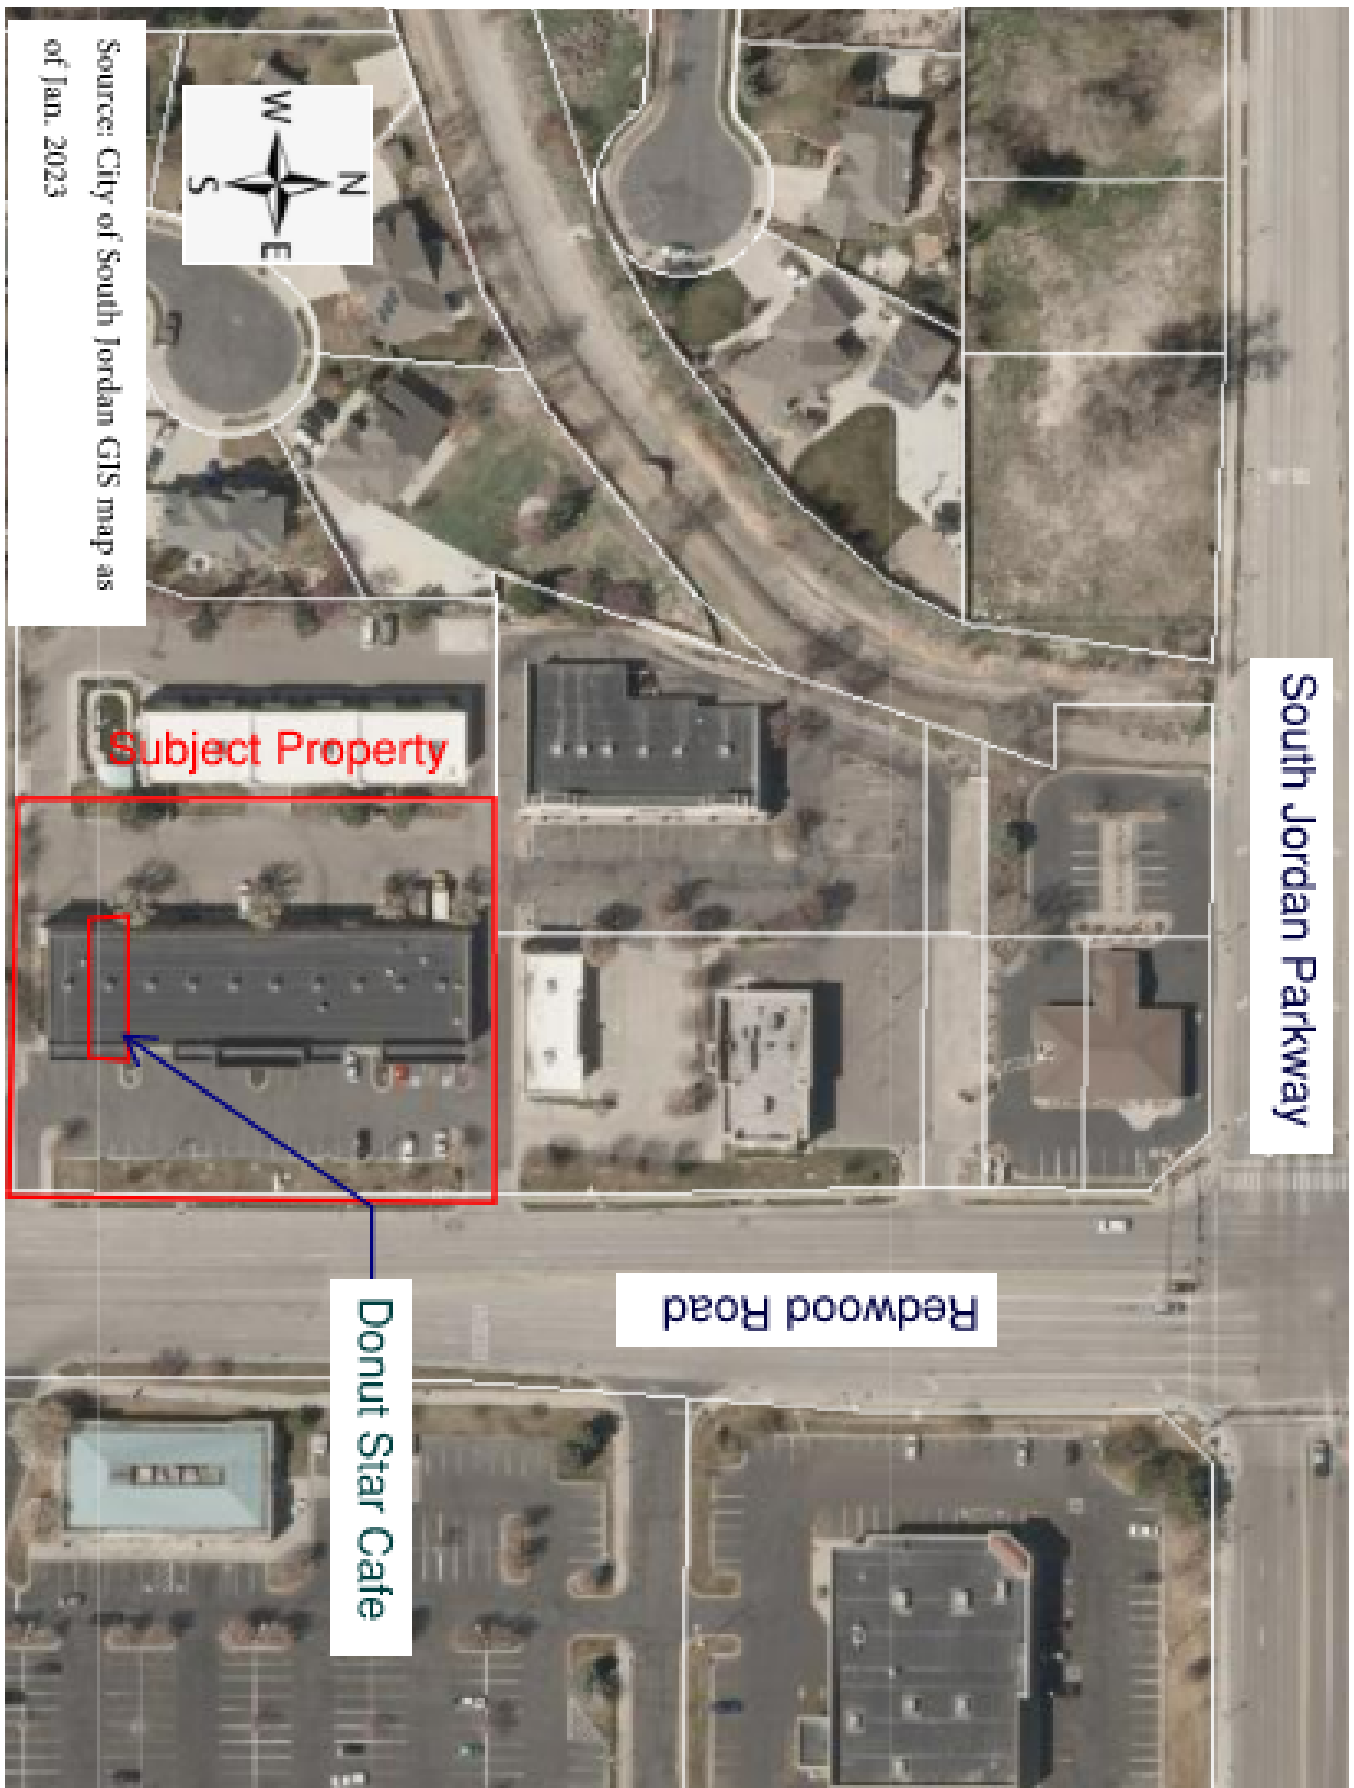 Source: City of South Jordan GIS map as
of Jan. 2023
N
W
E
S
South Jordan Parkway
Subject Property
Redwood Road
Donut Star Cafe